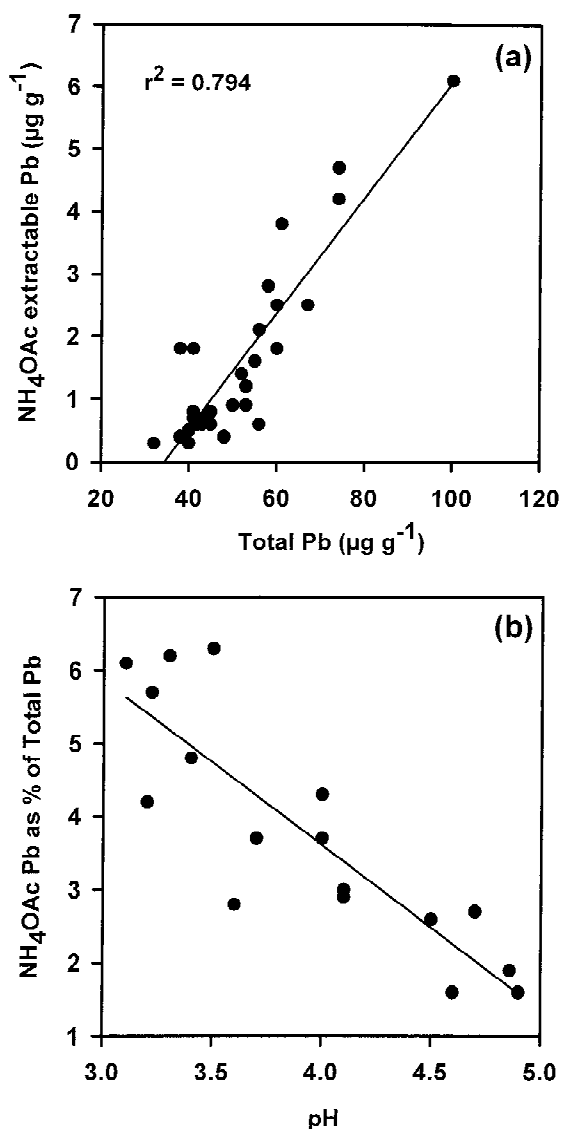 (a)
r² = 0.794
NH₄OAc extractable Pb (µg g⁻¹)
7
6
5
4
3
2
1
0
20 40 60 80 100 120
Total Pb (µg g⁻¹)
(b)
NH₄OAc Pb as % of Total Pb
7
6
5
4
3
2
1
3.0 3.5 4.0 4.5 5.0
pH